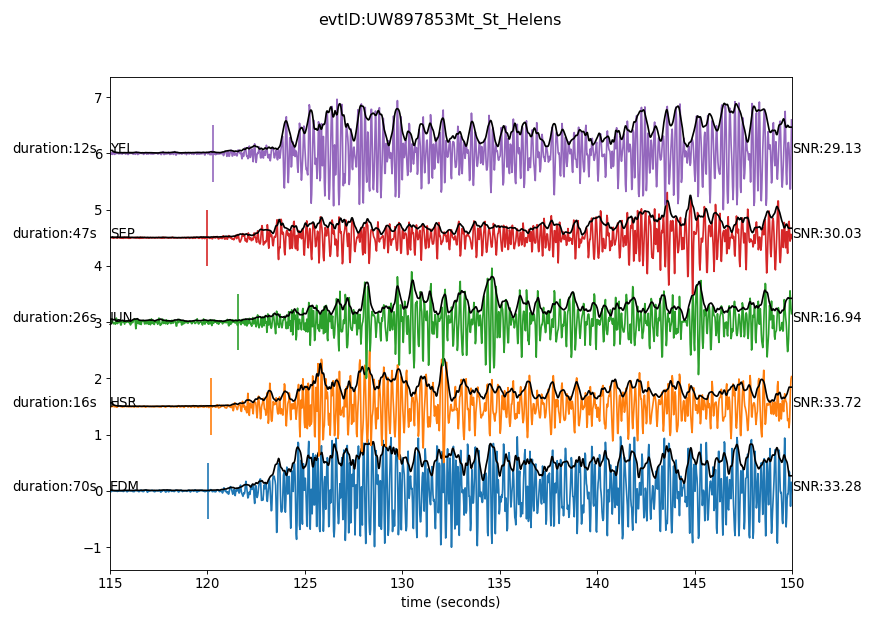 evtID:UW897853Mt_St_Helens
7
duration:12s YEL SNR:29.13
6
5
duration:47s SEP SNR:30.03
4
duration:26s JUN SNR:16.94
3
2
duration:16s HSR SNR:33.72
1
duration:70s EDM SNR:33.28
0
−1
115 120 125 130 135 140 145 150
time (seconds)